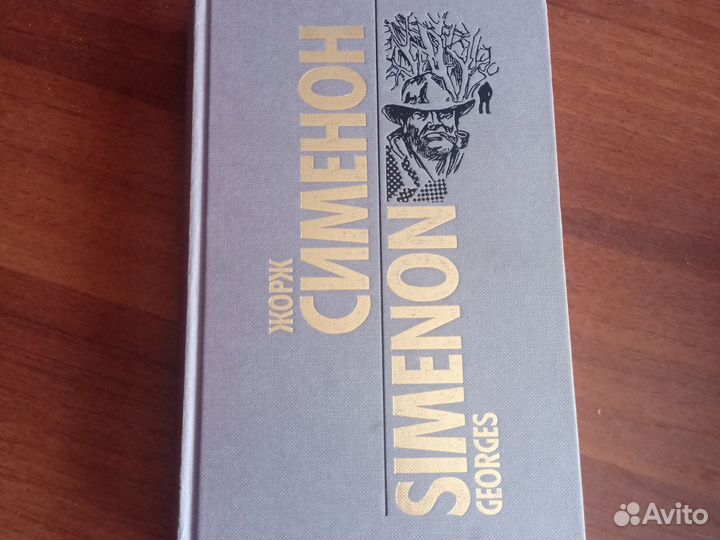 ЖОРЖ
СИМЕНОН
SIMENON
GEORGES
Avito